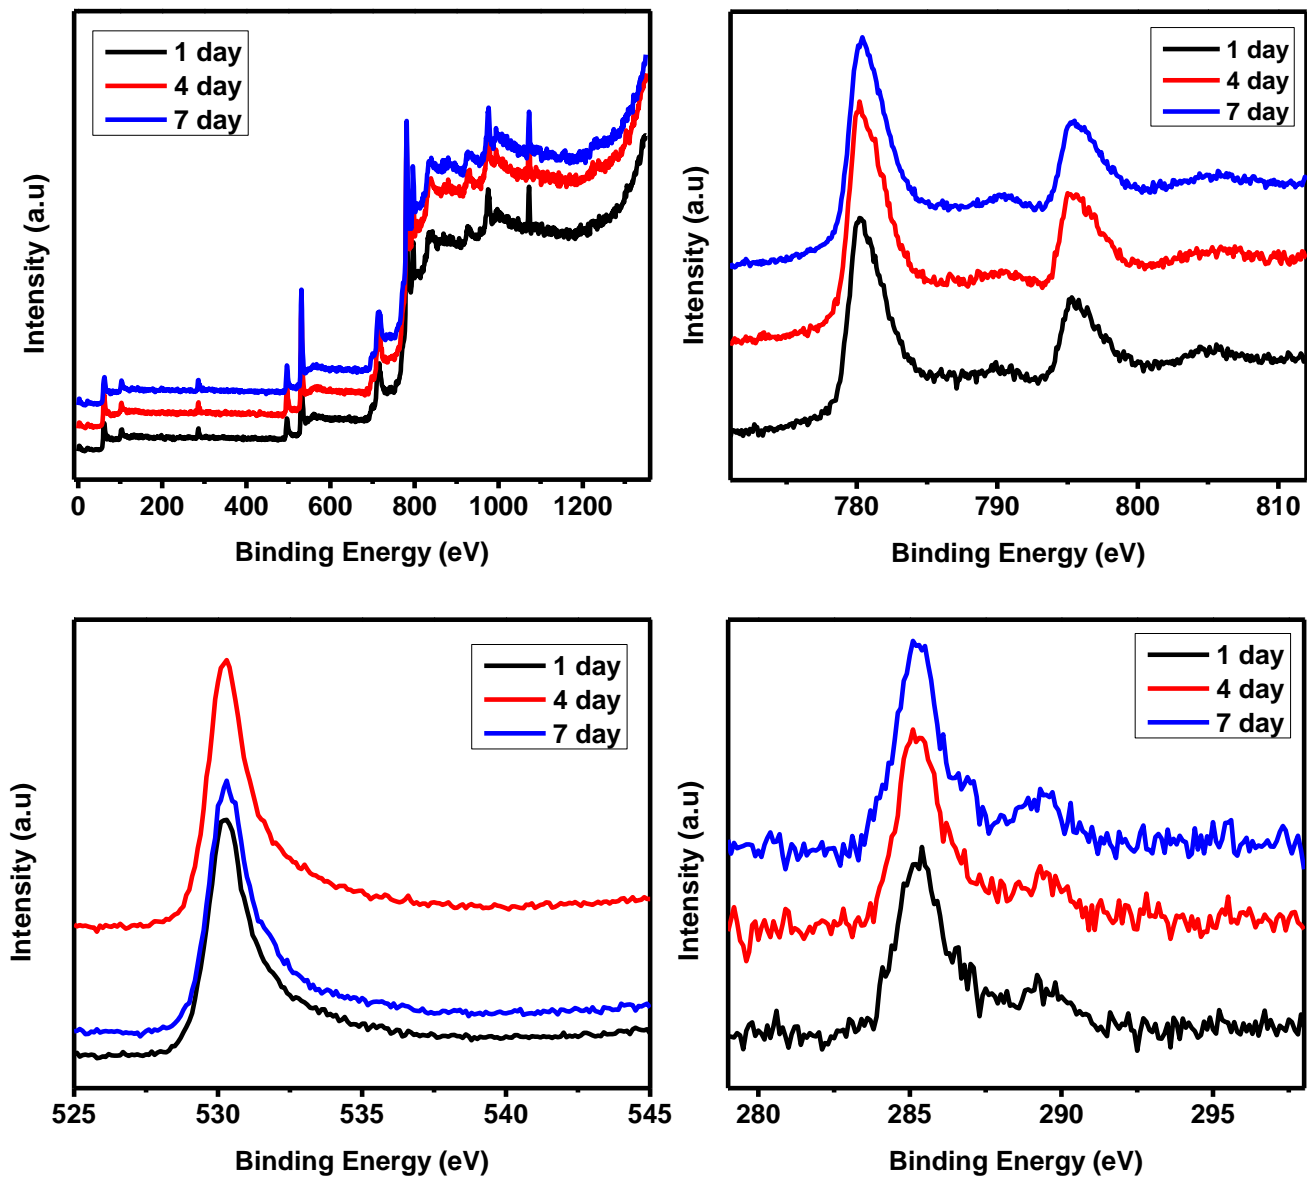 1 day
4 day
7 day
Intensity (a.u)
0 200 400 600 800 1000 1200
Binding Energy (eV)
1 day
4 day
7 day
Intensity (a.u)
780 790 800 810
Binding Energy (eV)
1 day
4 day
7 day
Intensity (a.u)
525 530 535 540 545
Binding Energy (eV)
1 day
4 day
7 day
Intensity (a.u)
280 285 290 295
Binding Energy (eV)